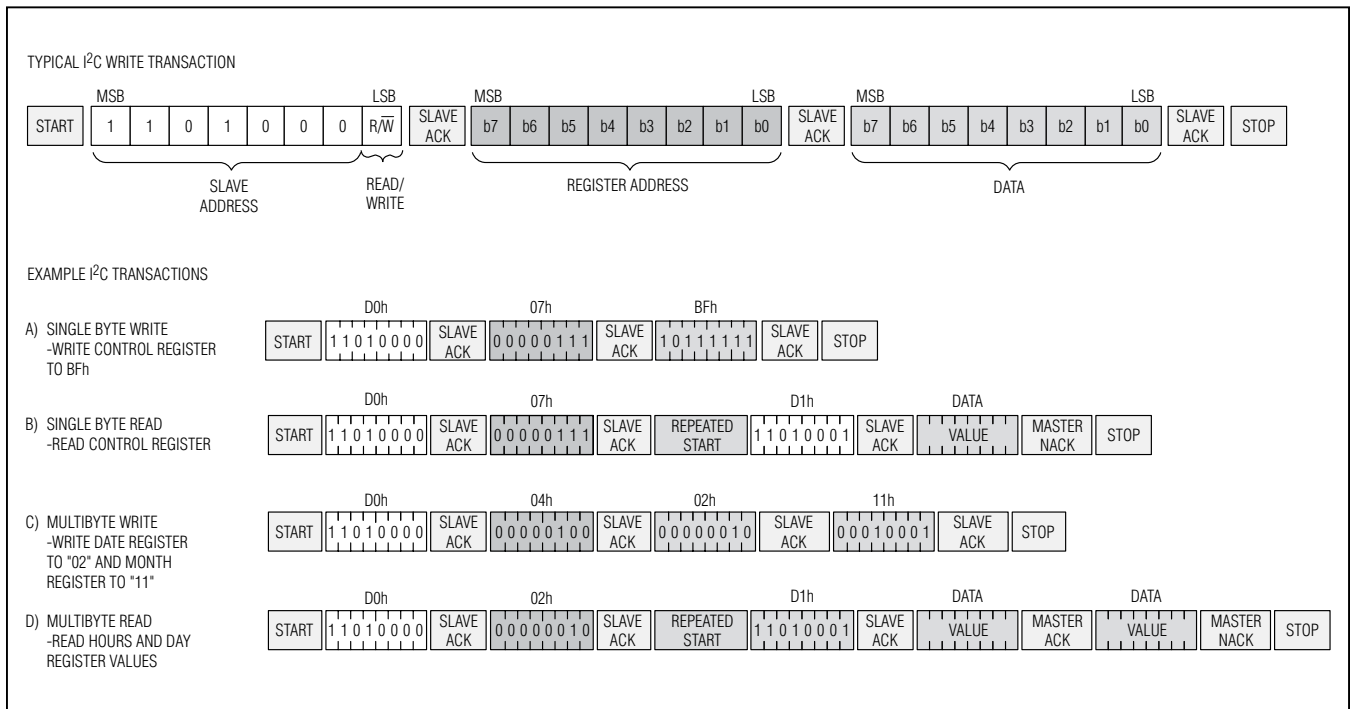 TYPICAL I2C WRITE TRANSACTION
MSB LSB MSB LSB MSB LSB
START 1 1 0 1 0 0 0 R/W̅ SLAVE ACK b7 b6 b5 b4 b3 b2 b1 b0 SLAVE ACK b7 b6 b5 b4 b3 b2 b1 b0 SLAVE ACK STOP
SLAVE ADDRESS READ/WRITE REGISTER ADDRESS DATA
EXAMPLE I2C TRANSACTIONS
D0h 07h BFh
A) SINGLE BYTE WRITE
-WRITE CONTROL REGISTER
TO BFh
START 11010000 SLAVE ACK 00000111 SLAVE ACK 10111111 SLAVE ACK STOP
D0h 07h D1h DATA
B) SINGLE BYTE READ
-READ CONTROL REGISTER
START 11010000 SLAVE ACK 00000111 SLAVE ACK REPEATED START 11010001 SLAVE ACK VALUE MASTER NACK STOP
D0h 04h 02h 11h
C) MULTIBYTE WRITE
-WRITE DATE REGISTER
TO "02" AND MONTH
REGISTER TO "11"
START 11010000 SLAVE ACK 00000100 SLAVE ACK 00000010 SLAVE ACK 00010001 SLAVE ACK STOP
D0h 02h D1h DATA DATA
D) MULTIBYTE READ
-READ HOURS AND DAY
REGISTER VALUES
START 11010000 SLAVE ACK 00000010 SLAVE ACK REPEATED START 11010001 SLAVE ACK VALUE MASTER ACK VALUE MASTER NACK STOP